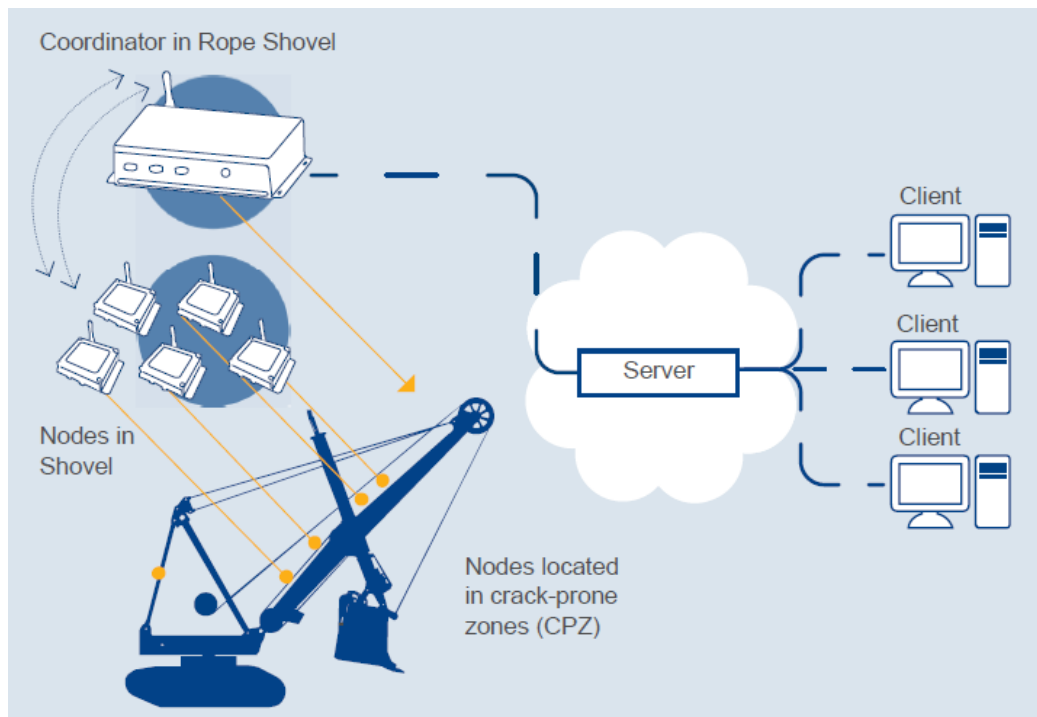 Coordinator in Rope Shovel
Client
Client
Server
Nodes in
Shovel
Client
Nodes located
in crack-prone
zones (CPZ)